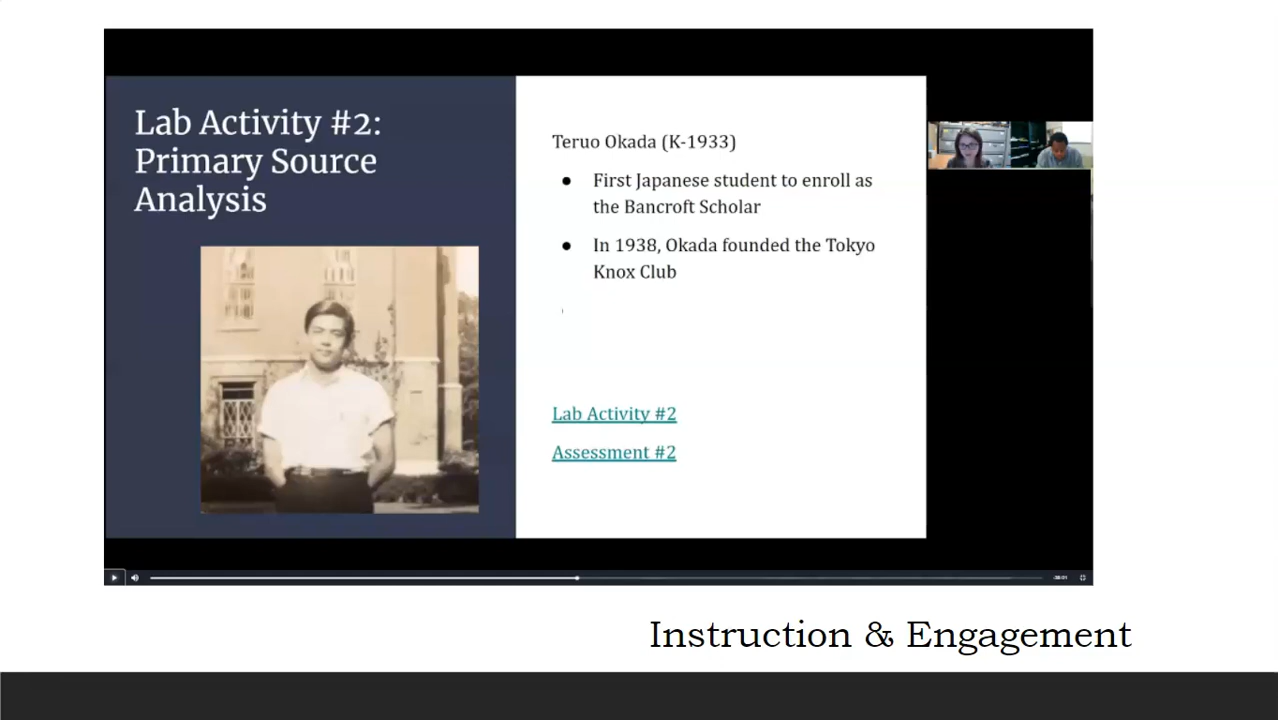 Lab Activity #2:
Primary Source
Analysis
Teruo Okada (K-1933)
● First Japanese student to enroll as
the Bancroft Scholar
● In 1938, Okada founded the Tokyo
Knox Club
Lab Activity #2
Assessment #2
Instruction & Engagement